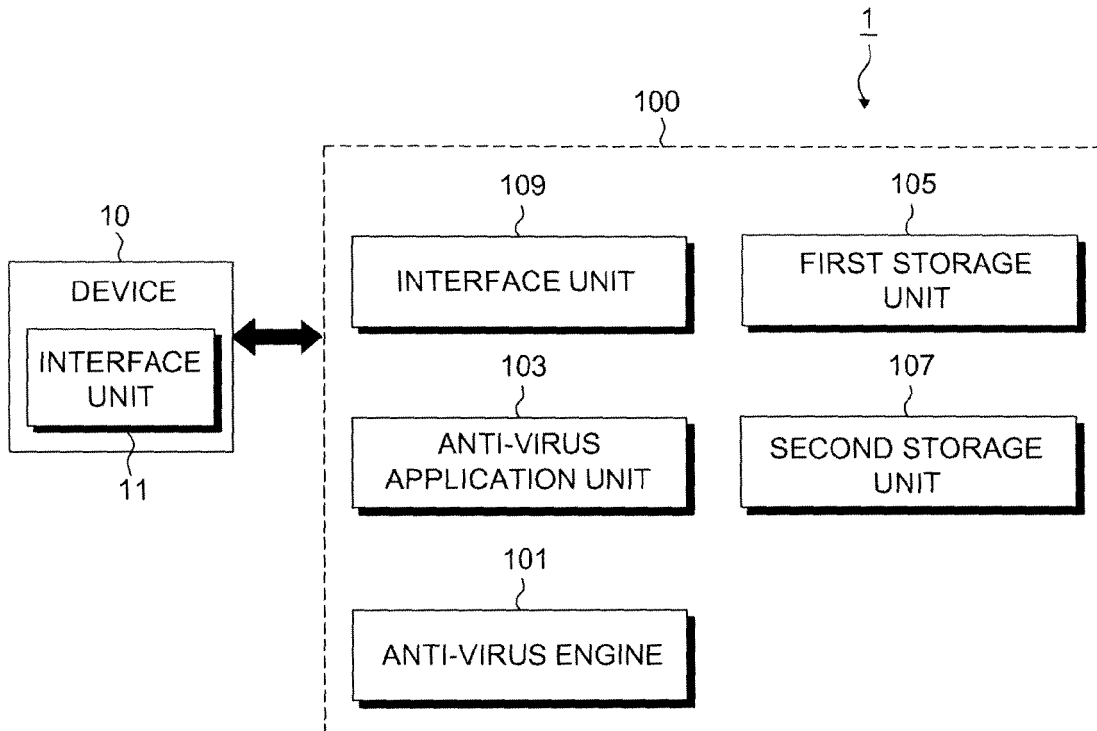 1
100
109
INTERFACE UNIT
105
FIRST STORAGE
UNIT
10
DEVICE
INTERFACE
UNIT
11
103
ANTI-VIRUS
APPLICATION UNIT
107
SECOND STORAGE
UNIT
101
ANTI-VIRUS ENGINE